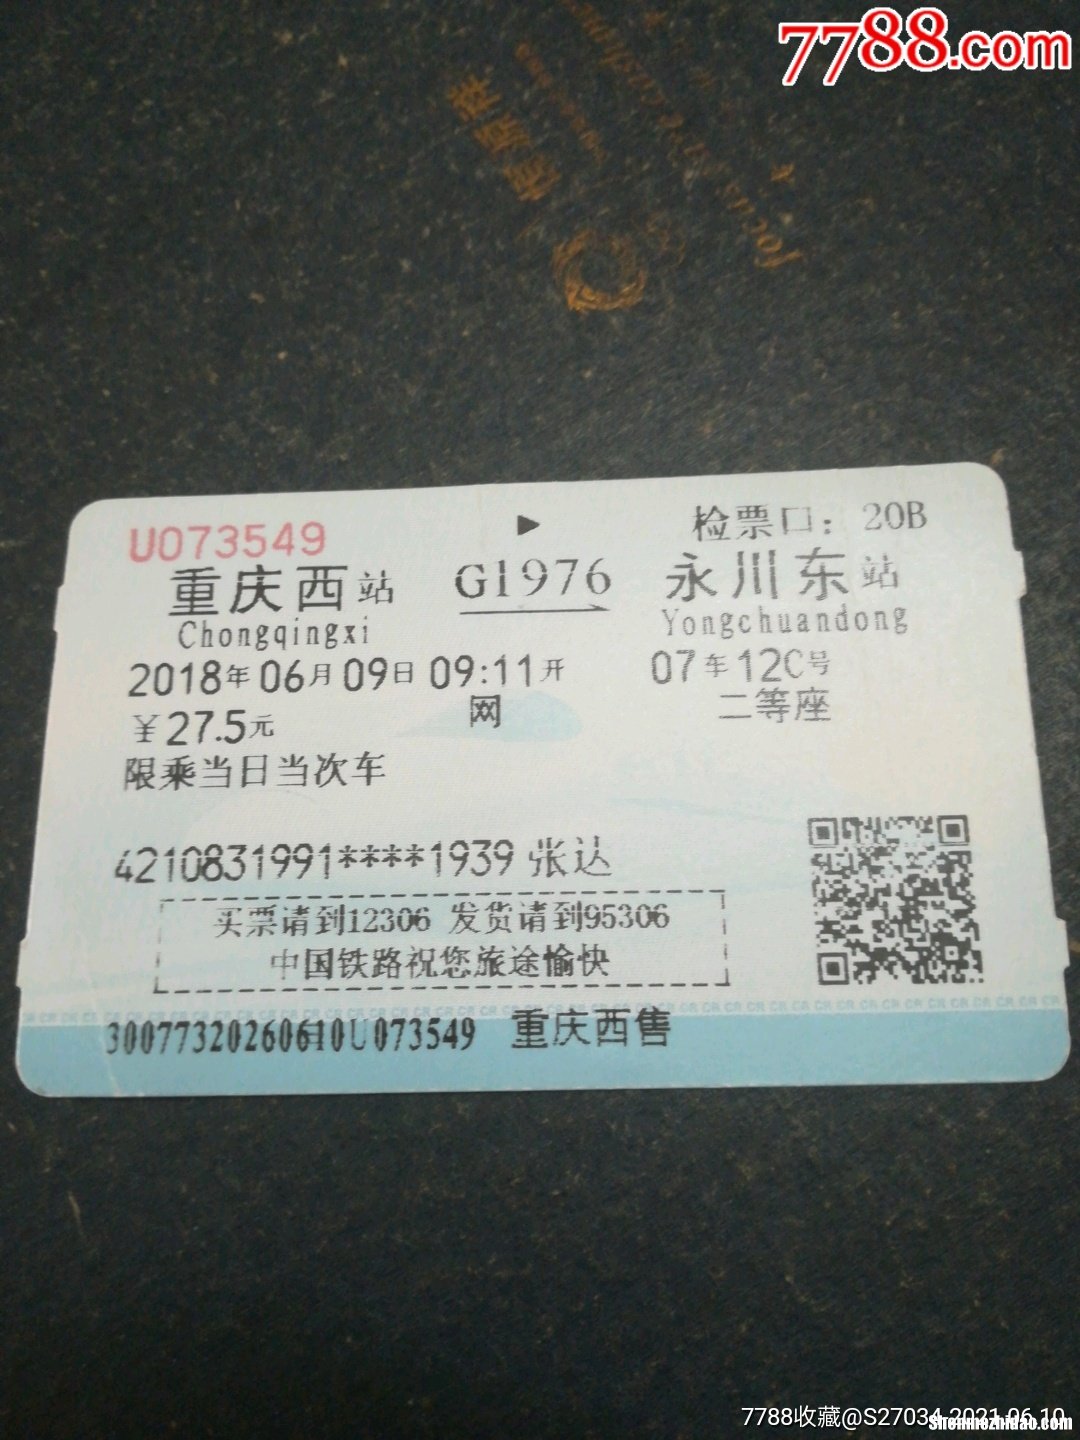 7788.com
检票口：20B
U073549
重庆西站 G1976 永川东站
Chongqingxi Yongchuandong
2018年06月09日09:11开 07车12C号
¥27.5元 网 二等座
限乘当日当次车
4210831991****1939 张达
买票请到12306 发货请到95306
中国铁路祝您旅途愉快
30077320260610U073549 重庆西售
7788收藏@S27034 2021.06.10
Shenmezhidao.com